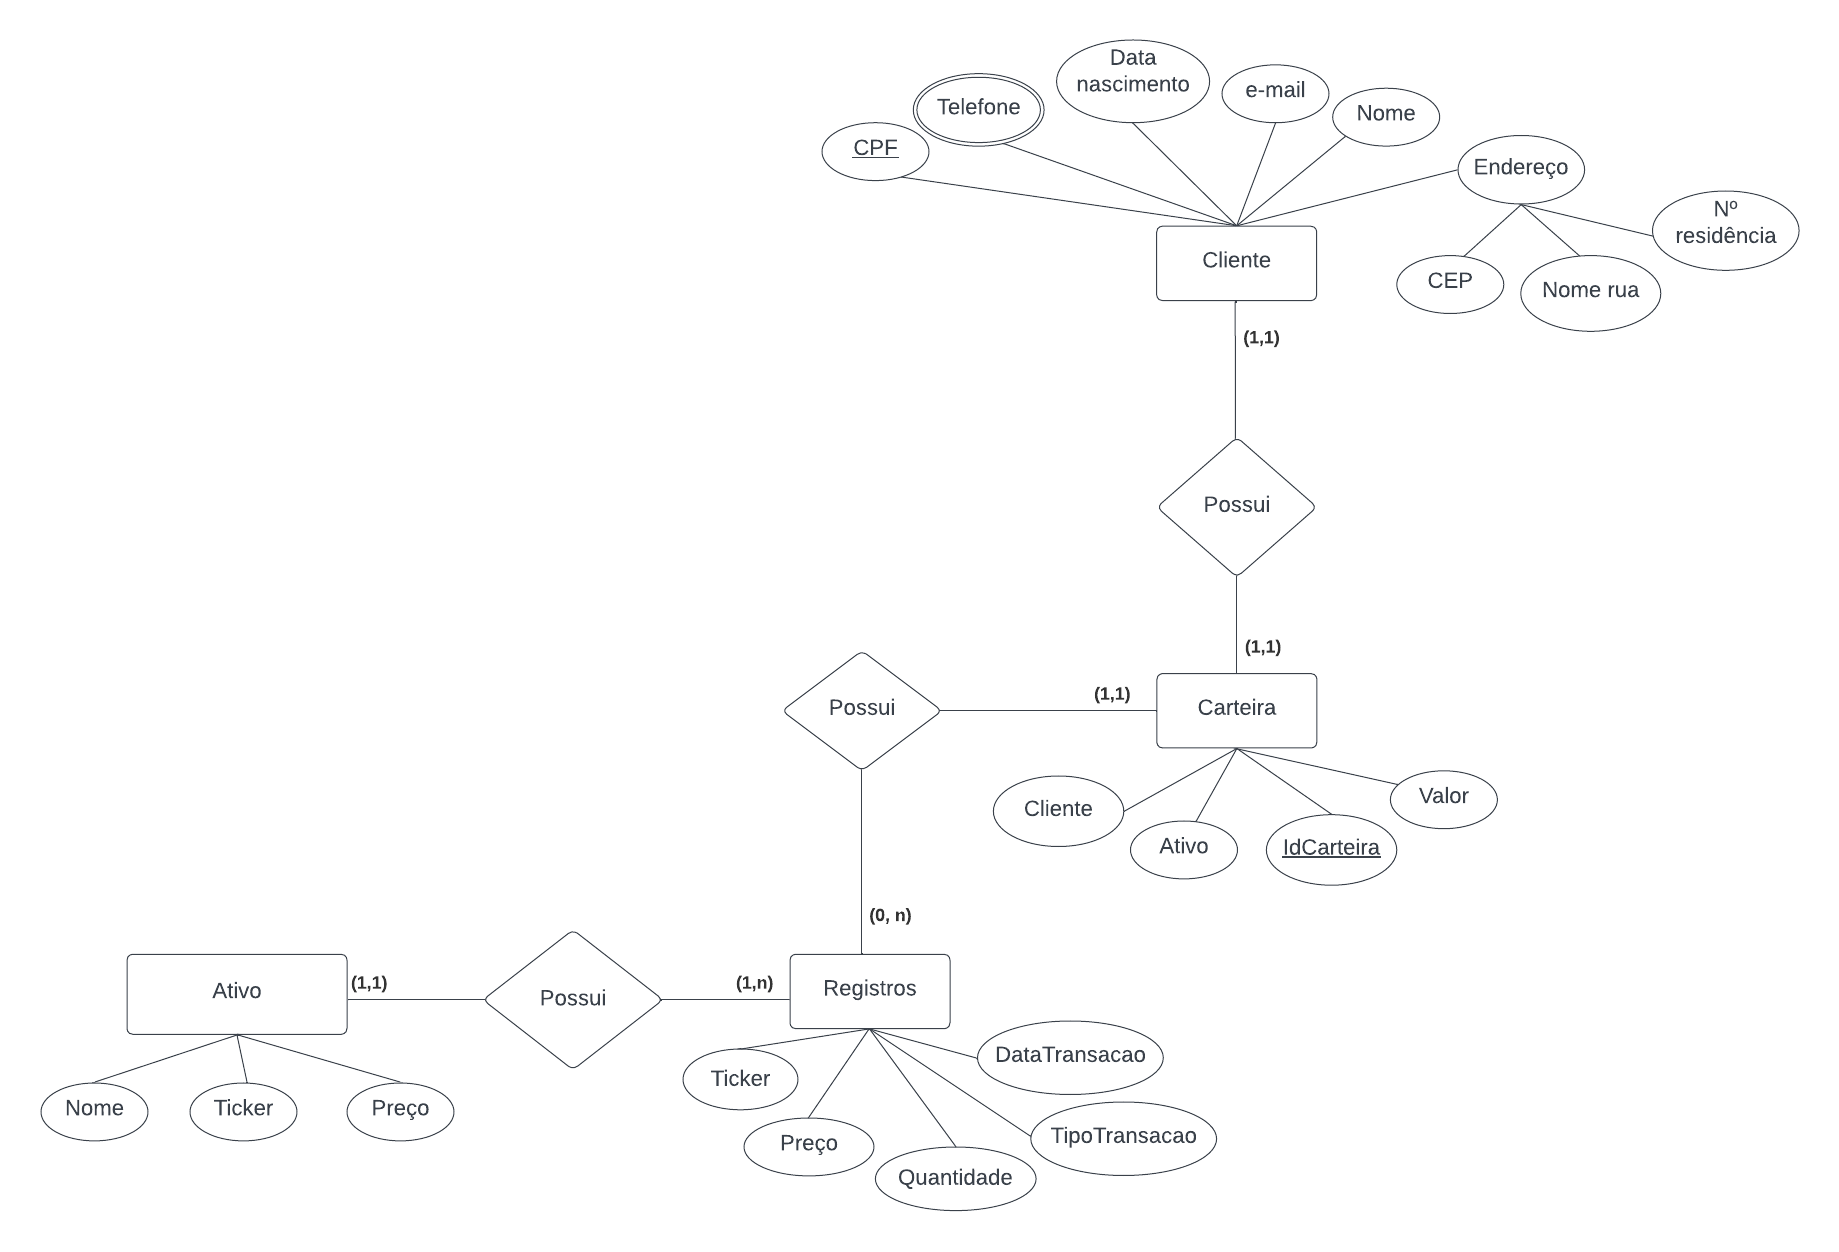 Data
nascimento
e-mail
Telefone
Nome
CPF
Endereço
Nº
residência
Cliente
CEP
Nome rua
(1,1)
Possui
(1,1)
(1,1)
Possui
Carteira
Valor
Cliente
Ativo
IdCarteira
(0, n)
Ativo
(1,1)
Possui
(1,n)
Registros
DataTransacao
Ticker
Nome
Ticker
Preço
TipoTransacao
Preço
Quantidade